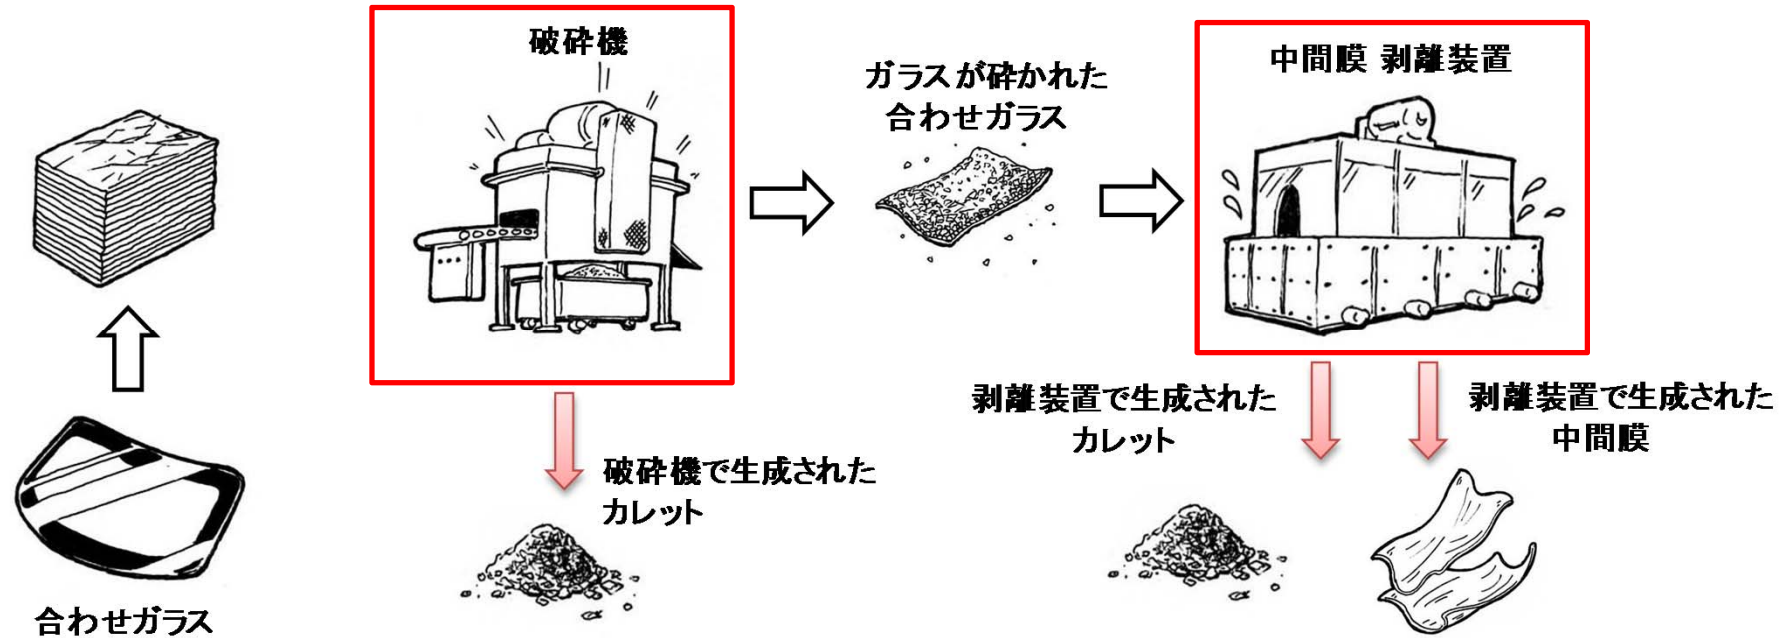 破砕機
ガラスが砕かれた
合わせガラス
中間膜 剥離装置
剥離装置で生成された
カレット
剥離装置で生成された
中間膜
破砕機で生成された
カレット
合わせガラス